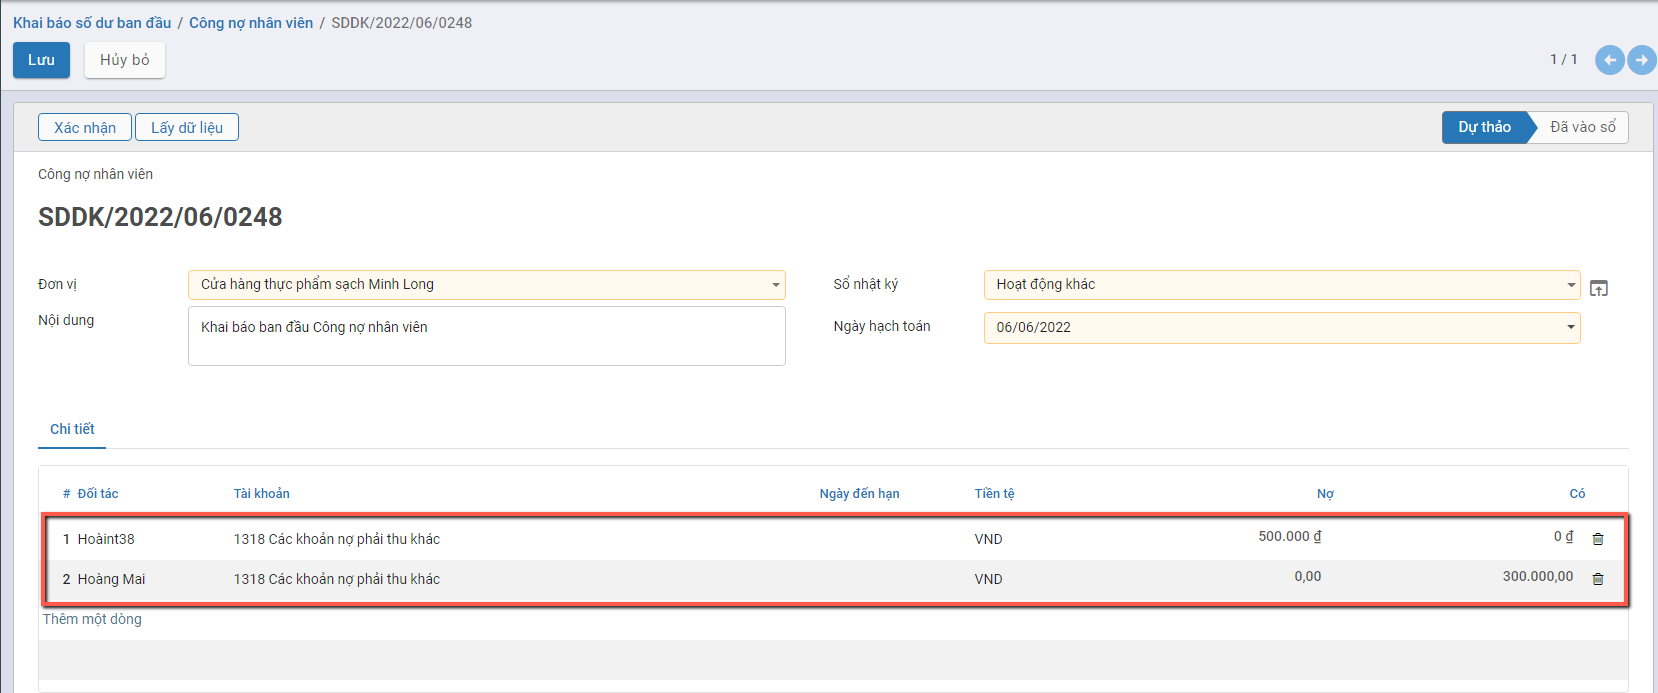 Khai báo số dư ban đầu / Công nợ nhân viên / SDDK/2022/06/0248
Lưu Hủy bỏ 1 / 1
Xác nhận Lấy dữ liệu Dự thảo Đã vào sổ
Công nợ nhân viên
SDDK/2022/06/0248
Đơn vị Cửa hàng thực phẩm sạch Minh Long Sổ nhật ký Hoạt động khác
Nội dung Khai báo ban đầu Công nợ nhân viên Ngày hạch toán 06/06/2022
Chi tiết
# Đối tác Tài khoản Ngày đến hạn Tiền tệ Nợ Có
1 Hoàint38 1318 Các khoản nợ phải thu khác VND 500.000 ₫ 0 ₫
2 Hoàng Mai 1318 Các khoản nợ phải thu khác VND 0,00 300.000,00
Thêm một dòng